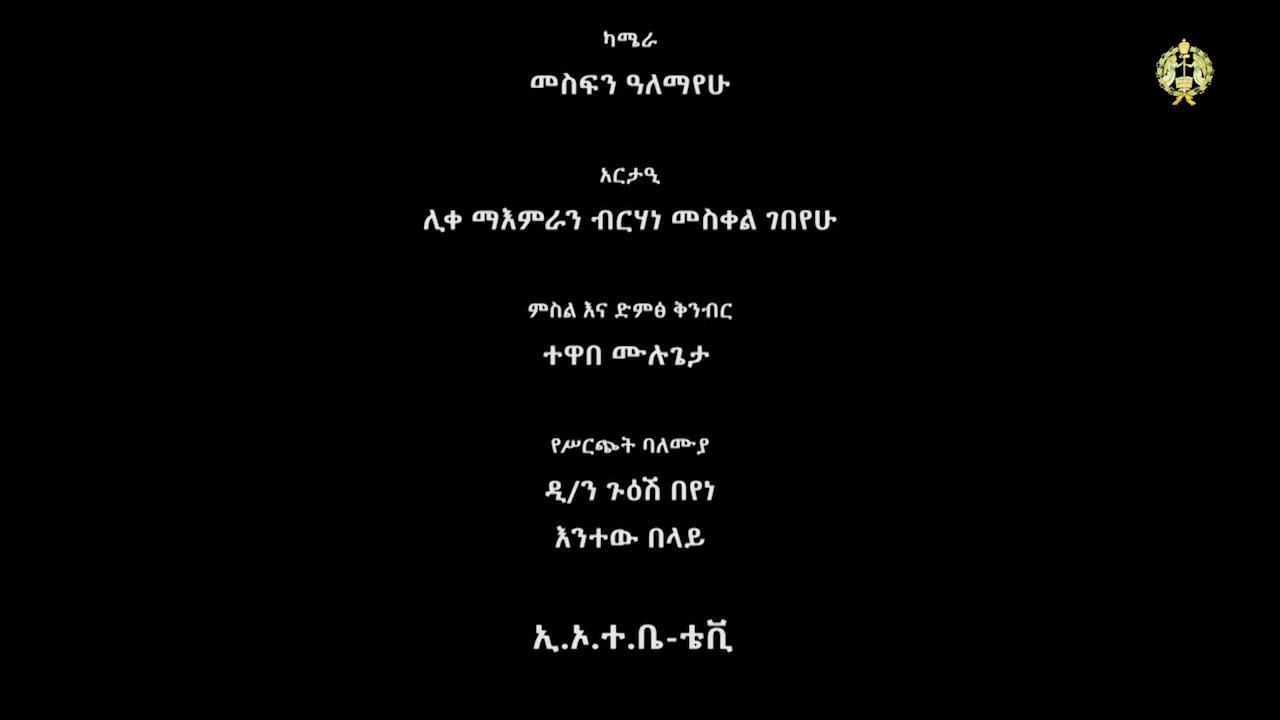 ካሜራ
መስፍን ዓለማየሁ
አርታዒ
ሊቀ ማእምራን ብርሃነ መስቀል ገበየሁ
ምስል እና ድምፅ ቅንብር
ተዋበ ሙሉጌታ
የሥርጭት ባለሙያ
ዲ/ን ጉዕሽ በየነ
እንተው በላይ
ኢ.ኦ.ተ.ቤ-ቴቪ